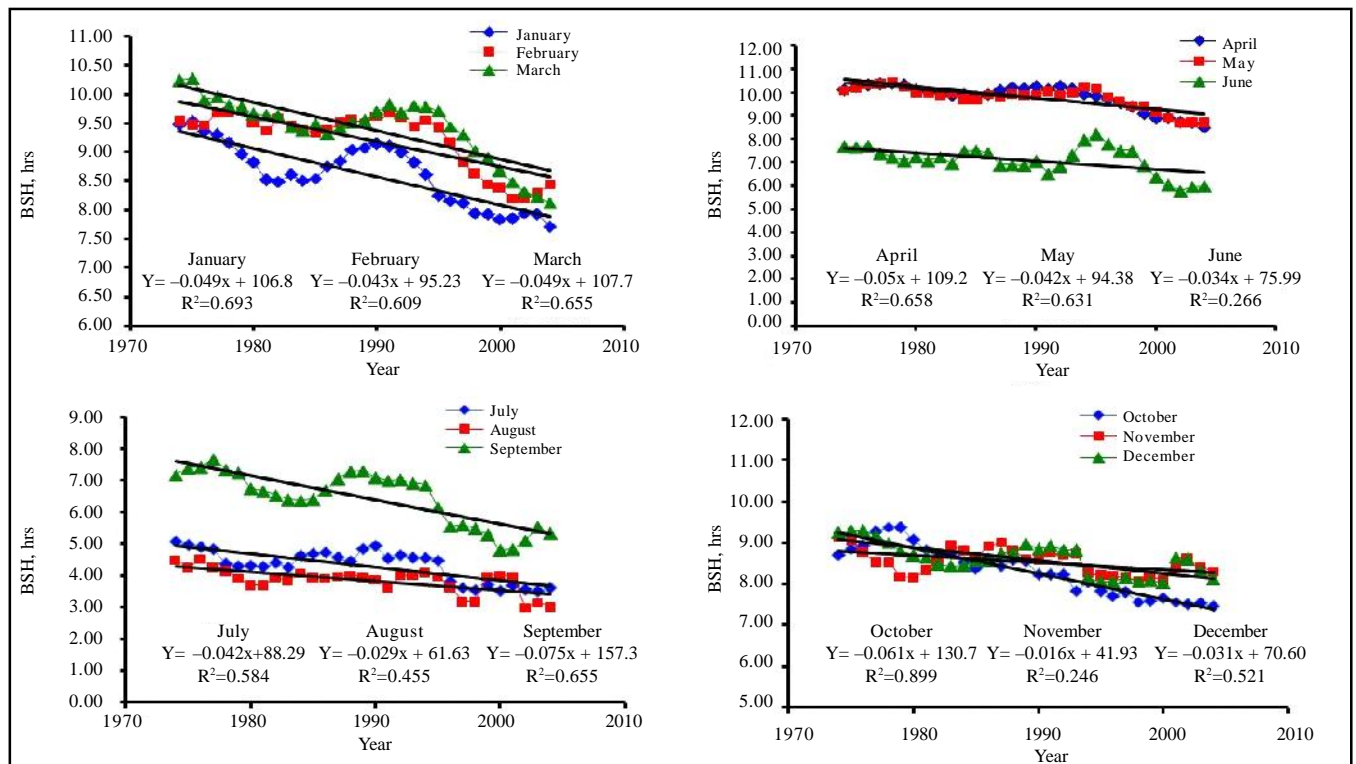 January
February
March
11.00
10.50
10.00
9.50
9.00
8.50
8.00
7.50
7.00
6.50
6.00
BSH, hrs
January February March
Y= –0.049x + 106.8 Y= –0.043x + 95.23 Y= –0.049x + 107.7
R²=0.693 R²=0.609 R²=0.655
1970 1980 1990 2000 2010
Year
April
May
June
12.00
11.00
10.00
9.00
8.00
7.00
6.00
5.00
4.00
3.00
2.00
1.00
0.00
BSH, hrs
April May June
Y= –0.05x + 109.2 Y= –0.042x + 94.38 Y= –0.034x + 75.99
R²=0.658 R²=0.631 R²=0.266
1970 1980 1990 2000 2010
Year
July
August
September
9.00
8.00
7.00
6.00
5.00
4.00
3.00
2.00
1.00
0.00
BSH, hrs
July August September
Y= –0.042x+88.29 Y= –0.029x + 61.63 Y= –0.075x + 157.3
R²=0.584 R²=0.455 R²=0.655
1970 1980 1990 2000 2010
Year
October
November
December
12.00
11.00
10.00
9.00
8.00
7.00
6.00
5.00
BSH, hrs
October November December
Y= –0.061x + 130.7 Y= –0.016x + 41.93 Y= –0.031x + 70.60
R²=0.899 R²=0.246 R²=0.521
1970 1980 1990 2000 2010
Year